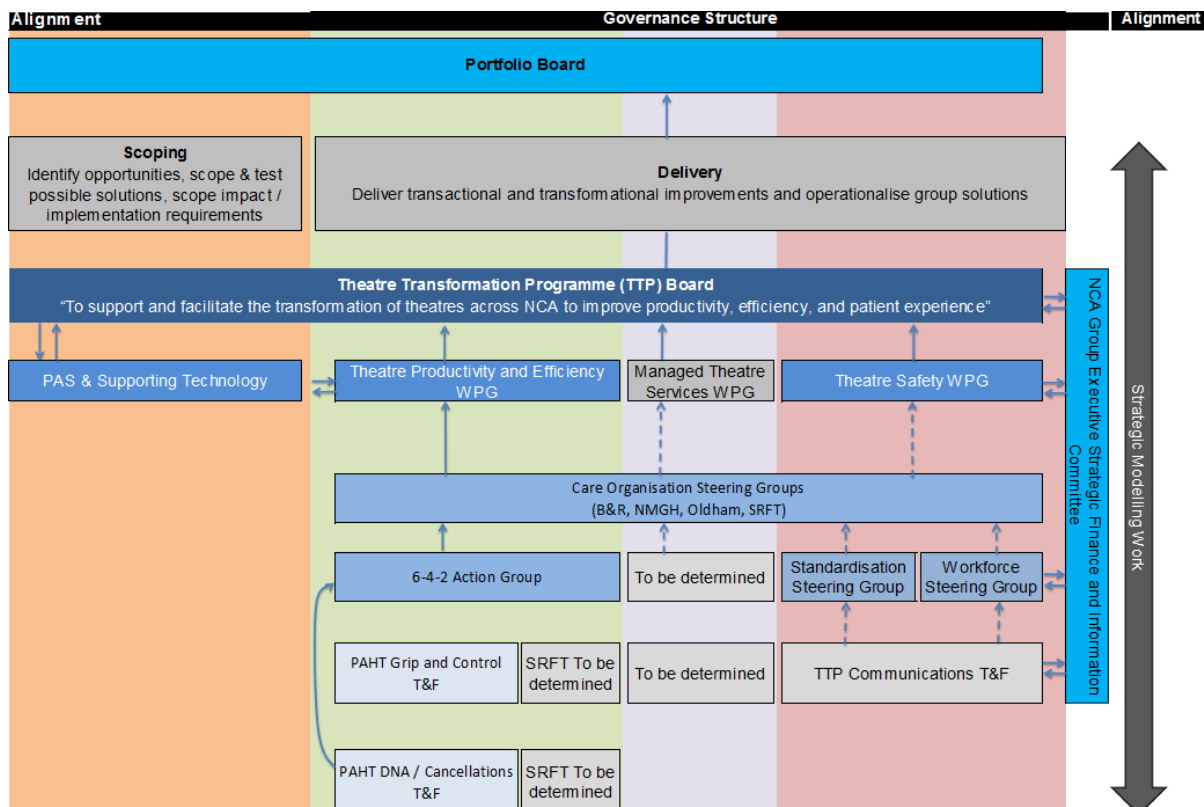 Alignment
Governance Structure
Alignment
Portfolio Board
Scoping
Identify opportunities, scope & test
possible solutions, scope impact /
implementation requirements
Delivery
Deliver transactional and transformational improvements and operationalise group solutions
Theatre Transformation Programme (TTP) Board
“To support and facilitate the transformation of theatres across NCA to improve productivity, efficiency, and patient experience”
PAS & Supporting Technology
Theatre Productivity and Efficiency
WPG
Managed Theatre
Services WPG
Theatre Safety WPG
Care Organisation Steering Groups
(B&R, NMGH, Oldham, SRFT)
6-4-2 Action Group
To be determined
Standardisation
Steering Group
Workforce
Steering Group
PAHT Grip and Control
T&F
SRFT To be
determined
To be determined
TTP Communications T&F
PAHT DNA / Cancellations
T&F
SRFT To be
determined
NCA Group Executive Strategic Finance and Information
Committee
Strategic Modelling Work